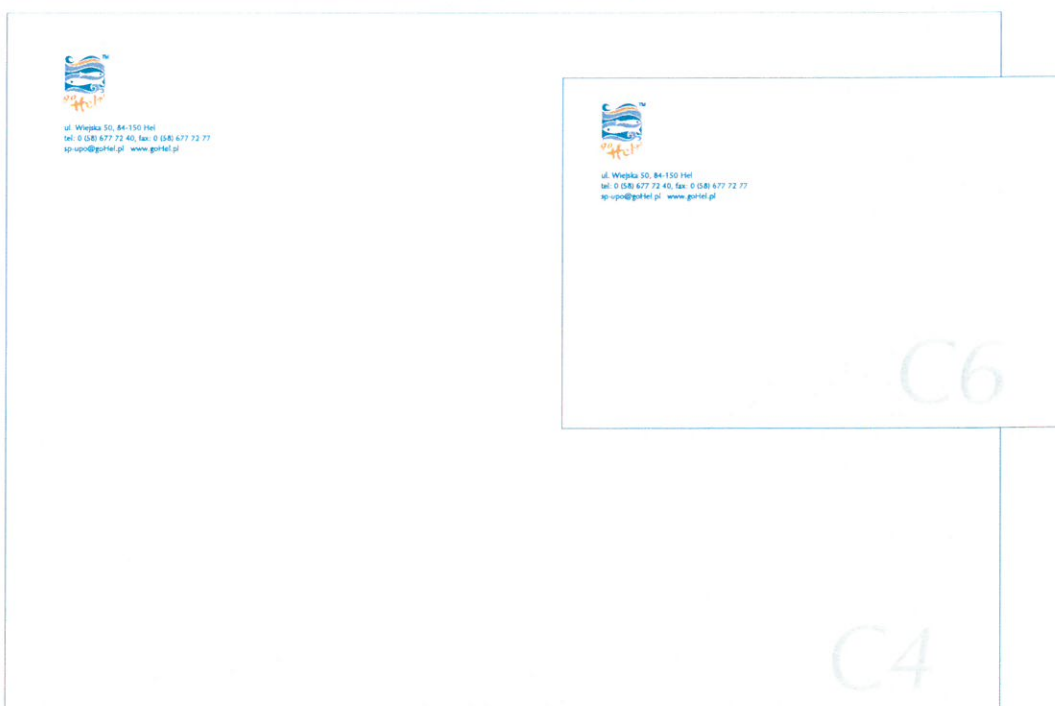 TM
go Hel
ul. Wiejska 50, 84-150 Hel
tel: 0 (58) 677 72 40, fax: 0 (58) 677 72 77
sp-upo@goHel.pl www.goHel.pl
TM
go Hel
ul. Wiejska 50, 84-150 Hel
tel: 0 (58) 677 72 40, fax: 0 (58) 677 72 77
sp-upo@goHel.pl www.goHel.pl
C6
C4